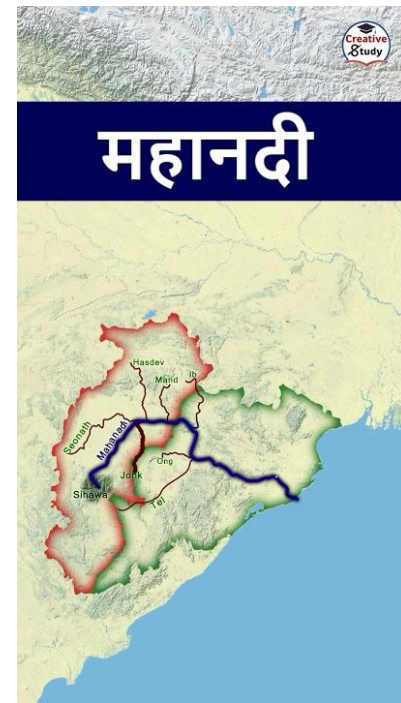 Creative
Study
महानदी
Hasdev
Mand
Ib
Seonath
Mahanadi
Jonk
Ong
Sihawa
Tel